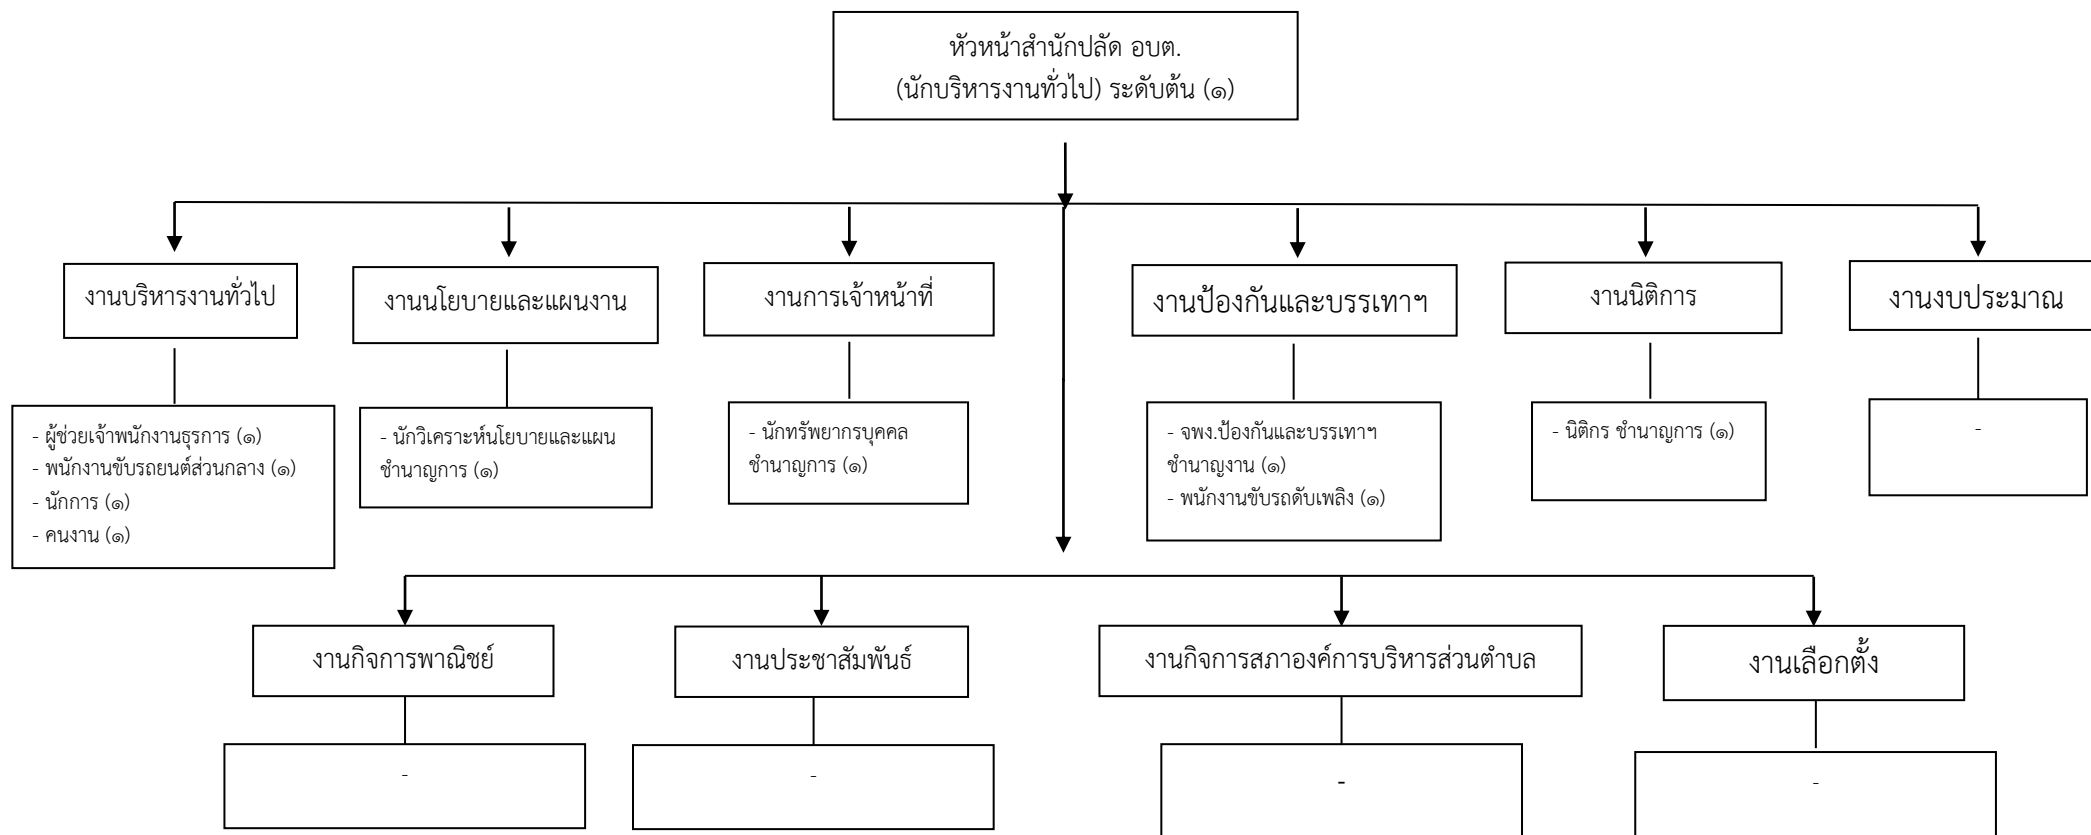 หัวหน้าสำนักปลัด อบต.
(นักบริหารงานทั่วไป) ระดับต้น (๑)
งานบริหารงานทั่วไป
งานนโยบายและแผนงาน
งานการเจ้าหน้าที่
งานป้องกันและบรรเทาฯ
งานนิติการ
งานงบประมาณ
- ผู้ช่วยเจ้าพนักงานธุรการ (๑)
- พนักงานขับรถยนต์ส่วนกลาง (๑)
- นักการ (๑)
- คนงาน (๑)
- นักวิเคราะห์นโยบายและแผน
ชำนาญการ (๑)
- นักทรัพยากรบุคคล
ชำนาญการ (๑)
- จพง.ป้องกันและบรรเทาฯ
ชำนาญงาน (๑)
- พนักงานขับรถดับเพลิง (๑)
- นิติกร ชำนาญการ (๑)
-
งานกิจการพาณิชย์
งานประชาสัมพันธ์
งานกิจการสภาองค์การบริหารส่วนตำบล
งานเลือกตั้ง
-
-
-
-